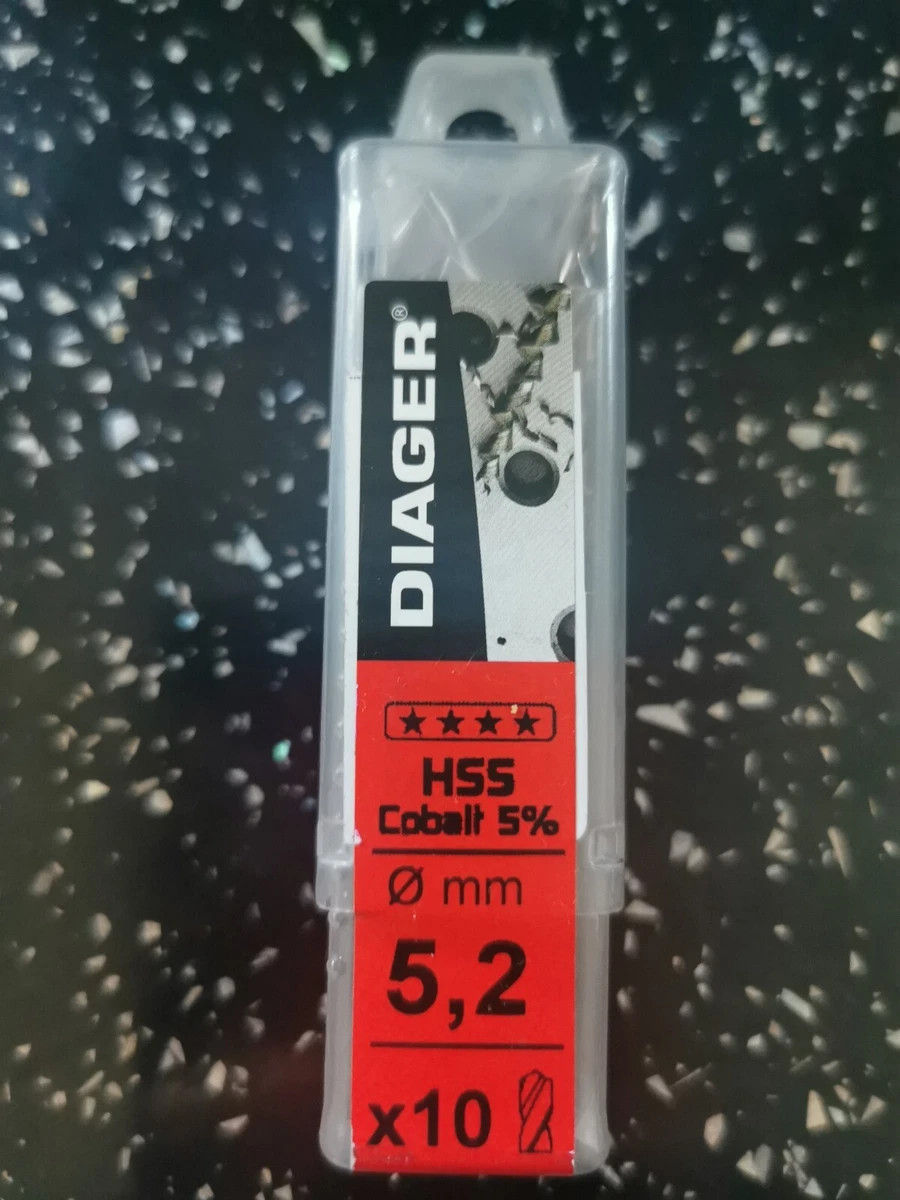 DIAGER®
★★★★
HSS
Cobalt 5%
Ø mm
5,2
x10